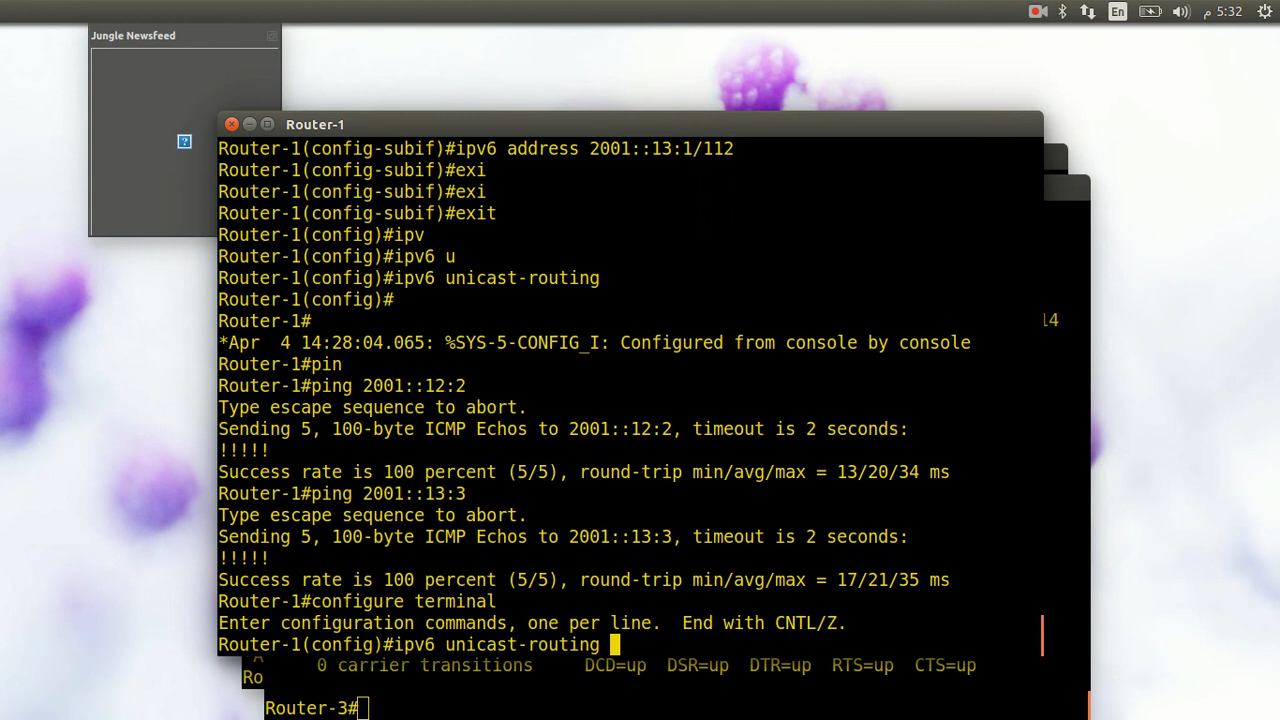 En
م 5:32
Jungle Newsfeed
?
Router-1
Router-1(config-subif)#ipv6 address 2001::13:1/112
Router-1(config-subif)#exi
Router-1(config-subif)#exi
Router-1(config-subif)#exit
Router-1(config)#ipv
Router-1(config)#ipv6 u
Router-1(config)#ipv6 unicast-routing
Router-1(config)#
Router-1#
14
*Apr  4 14:28:04.065: %SYS-5-CONFIG_I: Configured from console by console
Router-1#pin
Router-1#ping 2001::12:2
Type escape sequence to abort.
Sending 5, 100-byte ICMP Echos to 2001::12:2, timeout is 2 seconds:
!!!!!
Success rate is 100 percent (5/5), round-trip min/avg/max = 13/20/34 ms
Router-1#ping 2001::13:3
Type escape sequence to abort.
Sending 5, 100-byte ICMP Echos to 2001::13:3, timeout is 2 seconds:
!!!!!
Success rate is 100 percent (5/5), round-trip min/avg/max = 17/21/35 ms
Router-1#configure terminal
Enter configuration commands, one per line.  End with CNTL/Z.
Router-1(config)#ipv6 unicast-routing
0 carrier transitions     DCD=up  DSR=up  DTR=up  RTS=up  CTS=up
Ro
Router-3#